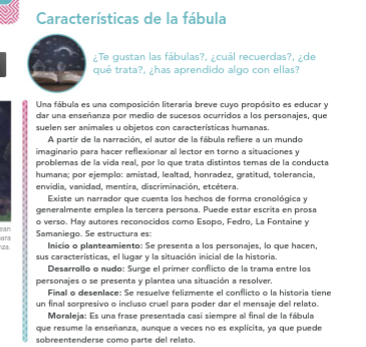 Características de la fábula
¿Te gustan las fábulas?, ¿cuál recuerdas?, ¿de
qué trata?, ¿has aprendido algo con ellas?
Una fábula es una composición literaria breve cuyo propósito es educar y
dar una enseñanza por medio de sucesos ocurridos a los personajes, que
suelen ser animales u objetos con características humanas.
A partir de la narración, el autor de la fábula refiere a un mundo
imaginario para hacer reflexionar al lector en torno a situaciones y
problemas de la vida real, por lo que trata distintos temas de la conducta
humana; por ejemplo: amistad, lealtad, honradez, gratitud, tolerancia,
envidia, vanidad, mentira, discriminación, etcétera.
Existe un narrador que cuenta los hechos de forma cronológica y
generalmente emplea la tercera persona. Puede estar escrita en prosa
o verso. Hay autores reconocidos como Esopo, Fedro, La Fontaine y
Samaniego. Se estructura es:
Inicio o planteamiento: Se presenta a los personajes, lo que hacen,
sus características, el lugar y la situación inicial de la historia.
Desarrollo o nudo: Surge el primer conflicto de la trama entre los
personajes o se presenta y plantea una situación a resolver.
Final o desenlace: Se resuelve felizmente el conflicto o la historia tiene
un final sorpresivo o incluso cruel para poder dar el mensaje del relato.
Moraleja: Es una frase presentada casi siempre al final de la fábula
que resume la enseñanza, aunque a veces no es explícita, ya que puede
sobreentenderse como parte del relato.